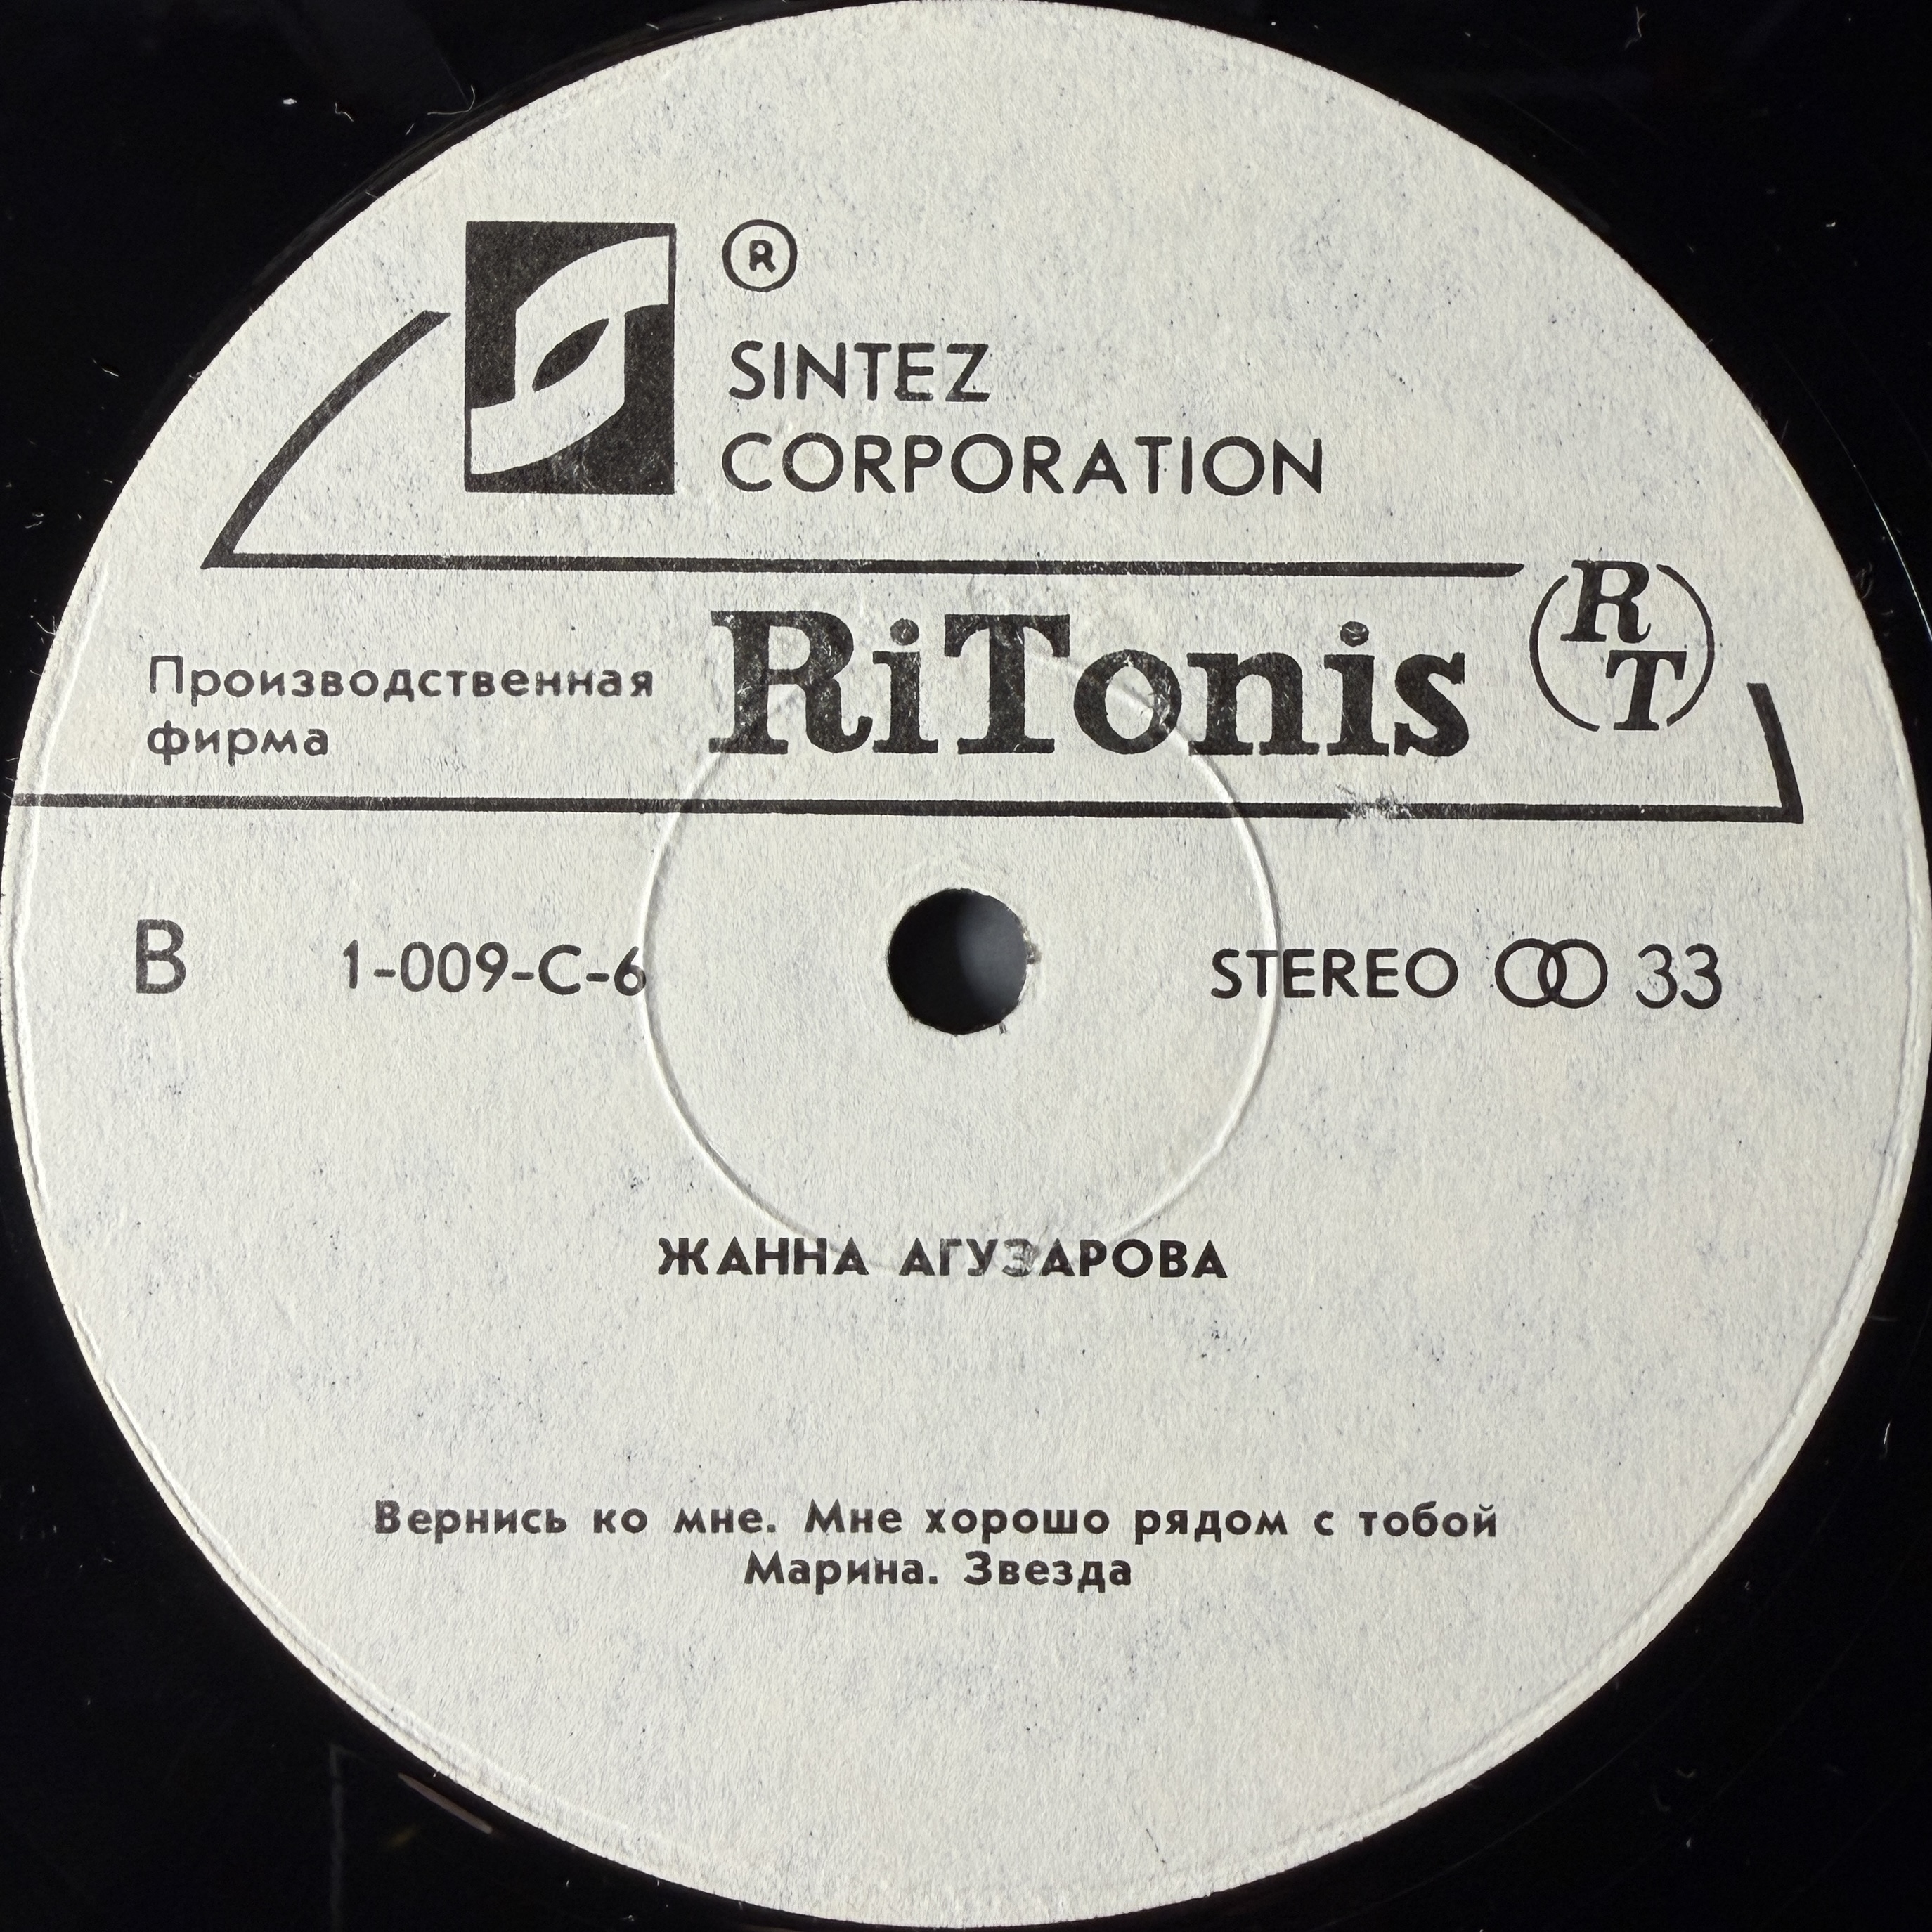 ®
SINTEZ
CORPORATION
Производственная
фирма
RiTonis
RT
B 1-009-C-6 STEREO 33
ЖАННА АГУЗАРОВА
Вернись ко мне. Мне хорошо рядом с тобой
Марина. Звезда